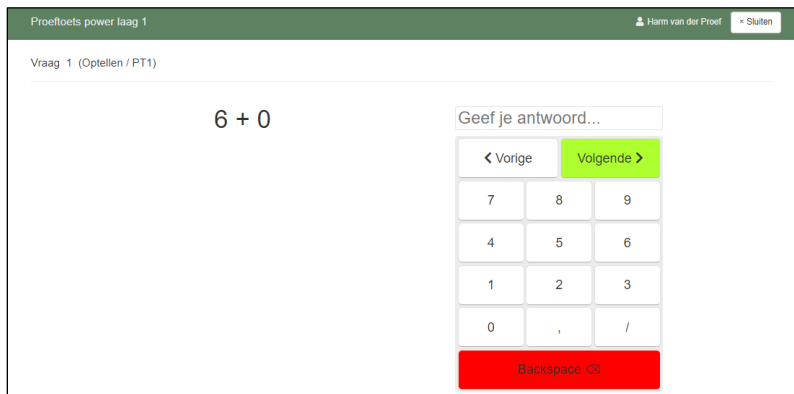 Proeftoets power laag 1
Harm van der Proef
× Sluiten
Vraag 1 (Optellen / PT1)
6 + 0
Geef je antwoord...
Vorige
Volgende
7 8 9
4 5 6
1 2 3
0 , /
Backspace